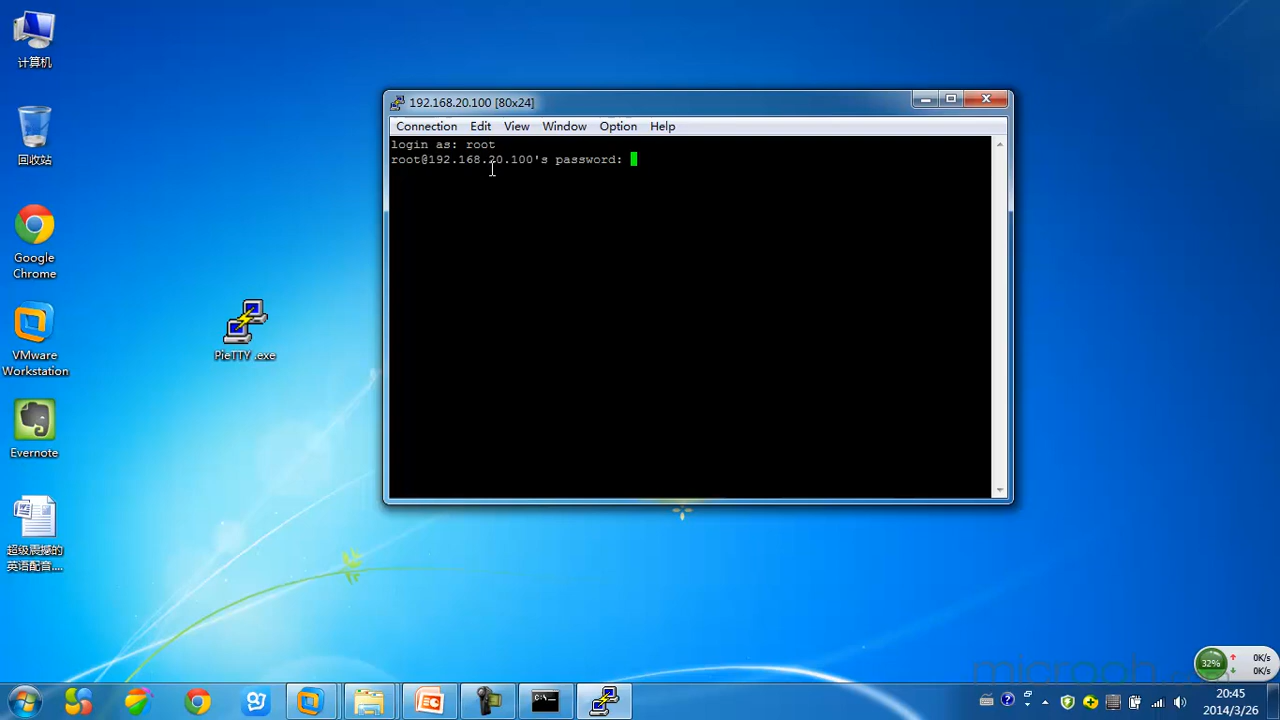 计算机
回收站
Google
Chrome
VMware
Workstation
Evernote
超级震撼的
英语配音....
PieTTY .exe
192.168.20.100 [80x24]
Connection Edit View Window Option Help
login as: root
root@192.168.20.100's password:
C:\
32%
0K/s
0K/s
20:45
2014/3/26